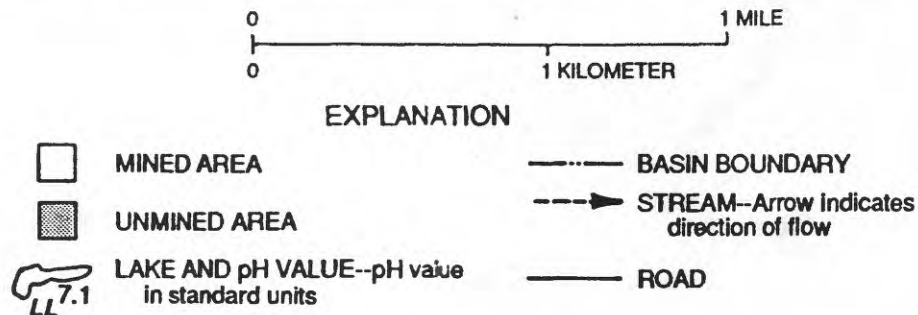 0 1 MILE
0 1 KILOMETER
EXPLANATION
MINED AREA
UNMINED AREA
LAKE AND pH VALUE--pH value
in standard units
LL 7.1
BASIN BOUNDARY
STREAM--Arrow indicates
direction of flow
ROAD